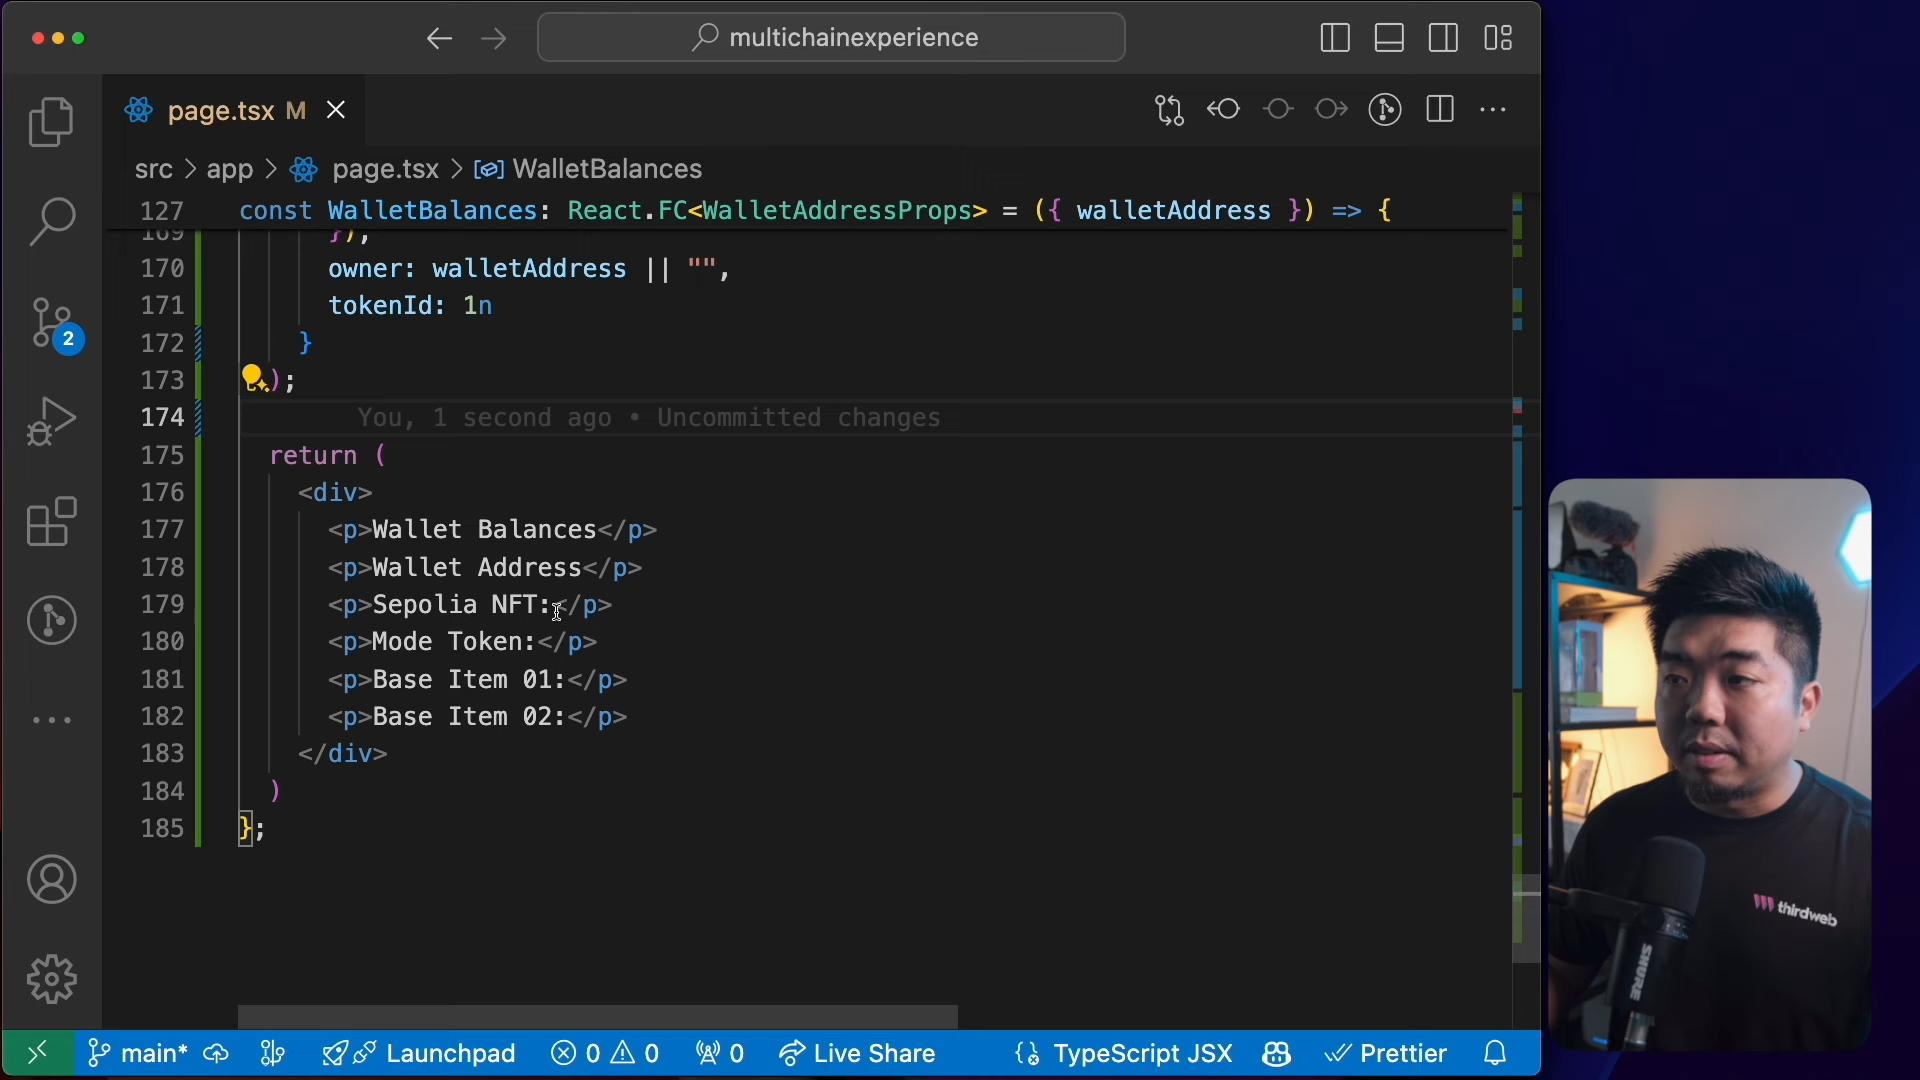 multichainexperience
page.tsx M
src > app > page.tsx > WalletBalances
127 const WalletBalances: React.FC<WalletAddressProps> = ({ walletAddress }) => {
169 }),
170 owner: walletAddress || "",
171 tokenId: 1n
172 }
173 );
174 You, 1 second ago • Uncommitted changes
175 return (
176 <div>
177 <p>Wallet Balances</p>
178 <p>Wallet Address</p>
179 <p>Sepolia NFT:</p>
180 <p>Mode Token:</p>
181 <p>Base Item 01:</p>
182 <p>Base Item 02:</p>
183 </div>
184 )
185 };
2
main* Launchpad 0 0 0 Live Share TypeScript JSX Prettier
thirdweb
SHURE